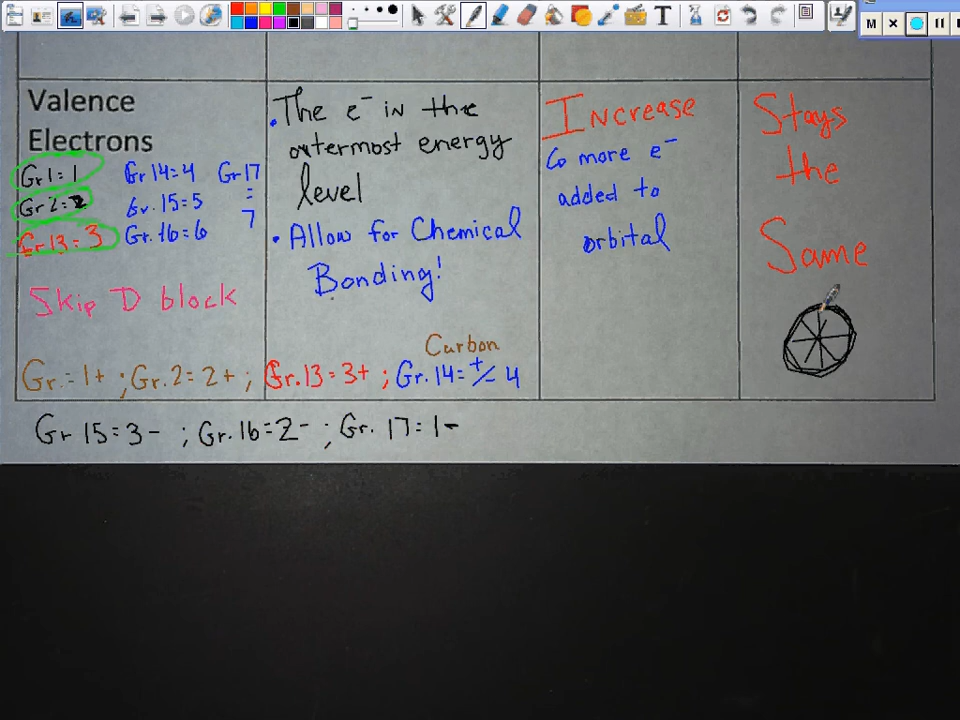 Valence
Electrons
Gr 1 = 1
Gr 2 = 2
Gr 13 = 3
Gr 14 = 4
Gr. 15 = 5
Gr. 16 = 6
Gr 17
=
7
Skip D block
• The e⁻ in the
outermost energy
level
• Allow for Chemical
Bonding!
Increase
↳ more e⁻
added to
orbital
Stays
the
Same
Carbon
Gr. = 1+ ; Gr. 2 = 2+ ; Gr. 13 = 3+ ; Gr. 14 = +/- 4
Gr 15 = 3- ; Gr. 16 = 2- ; Gr. 17 = 1-
T
M